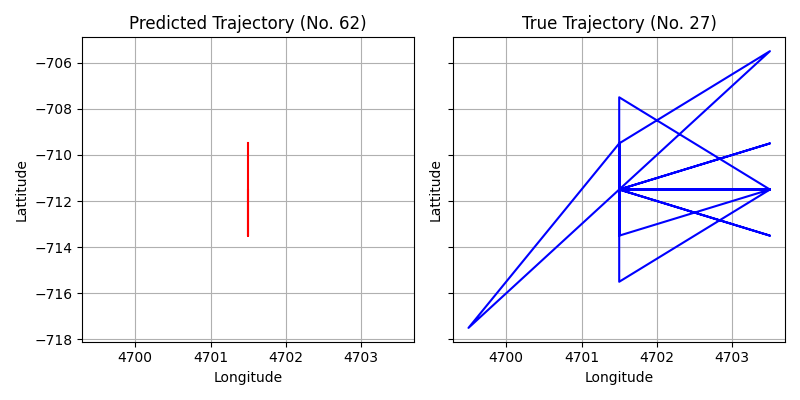 Predicted Trajectory (No. 62)
True Trajectory (No. 27)
−706
−708
−710
−712
−714
−716
−718
Lattitude
4700
4701
4702
4703
Longitude
Lattitude
4700
4701
4702
4703
Longitude